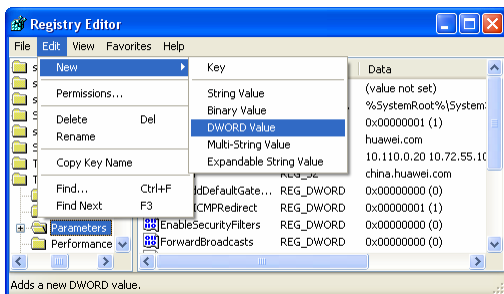 Registry Editor
File Edit View Favorites Help
New
Permissions...
Delete Del
Rename
Copy Key Name
Find... Ctrl+F
Find Next F3
Key
String Value
Binary Value
DWORD Value
Multi-String Value
Expandable String Value
Data
(value not set)
%SystemRoot%\System
0x00000001 (1)
huawei.com
10.110.0.20 10.72.55.10
china.huawei.com
ddDefaultGate... REG_DWORD 0x00000000 (0)
ICMPRedirect REG_DWORD 0x00000001 (1)
EnableSecurityFilters REG_DWORD 0x00000000 (0)
Parameters
ForwardBroadcasts REG_DWORD 0x00000000 (0)
Performance
Adds a new DWORD value.